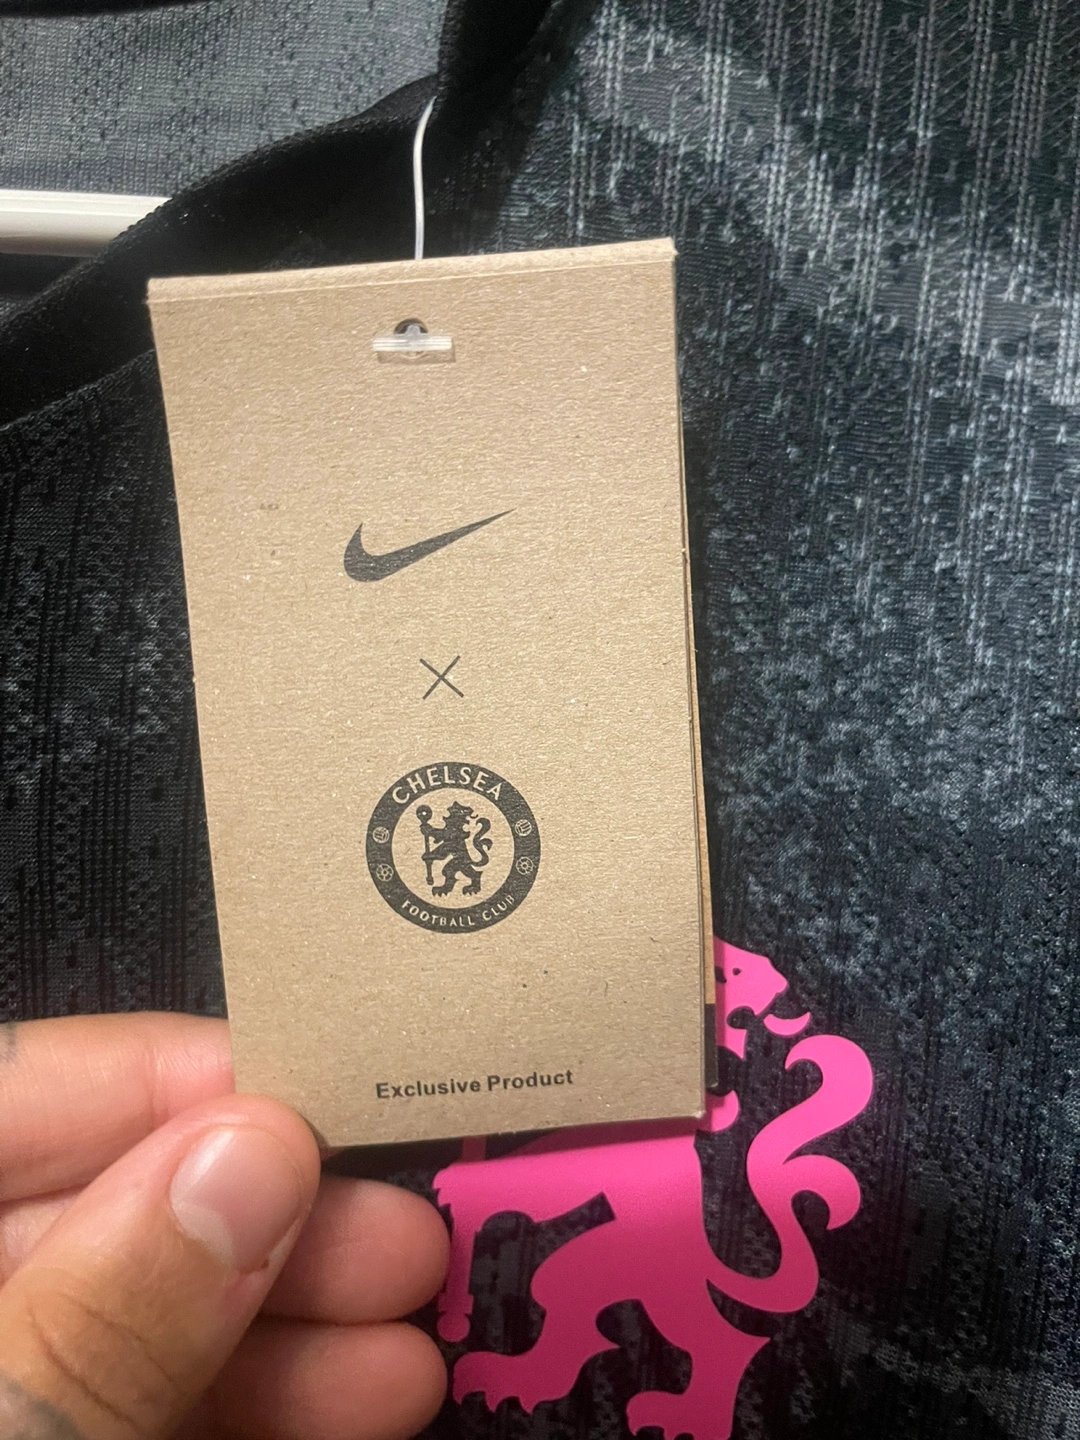 ×
CHELSEA
FOOTBALL CLUB
Exclusive Product